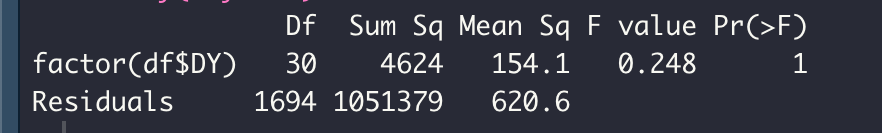 Df Sum Sq Mean Sq F value Pr(>F)
factor(df$DY) 30 4624 154.1 0.248 1
Residuals 1694 1051379 620.6